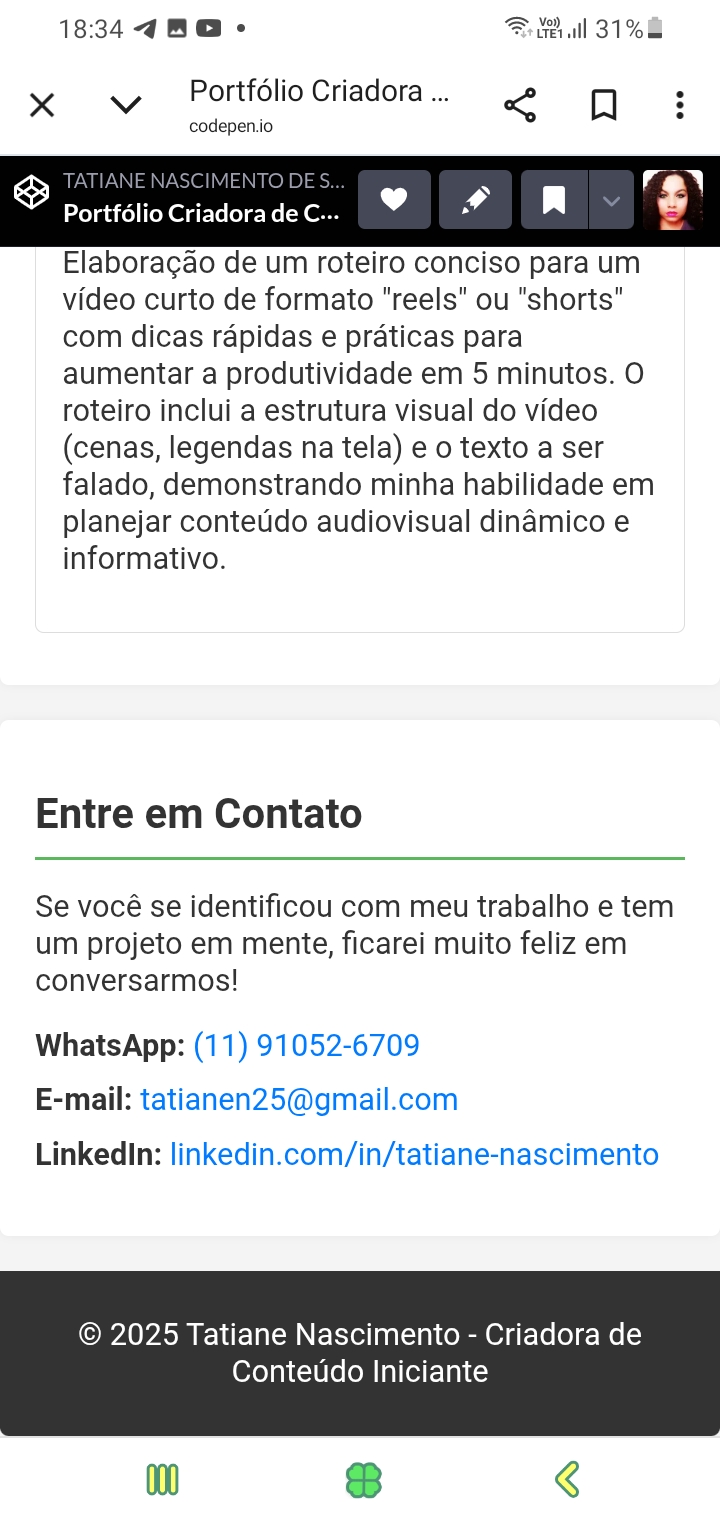 18:34
Vo))
LTE1
31%
Portfólio Criadora ...
codepen.io
TATIANE NASCIMENTO DE S...
Portfólio Criadora de C...
Elaboração de um roteiro conciso para um
vídeo curto de formato "reels" ou "shorts"
com dicas rápidas e práticas para
aumentar a produtividade em 5 minutos. O
roteiro inclui a estrutura visual do vídeo
(cenas, legendas na tela) e o texto a ser
falado, demonstrando minha habilidade em
planejar conteúdo audiovisual dinâmico e
informativo.
Entre em Contato
Se você se identificou com meu trabalho e tem
um projeto em mente, ficarei muito feliz em
conversarmos!
WhatsApp: (11) 91052-6709
E-mail: tatianen25@gmail.com
LinkedIn: linkedin.com/in/tatiane-nascimento
© 2025 Tatiane Nascimento - Criadora de
Conteúdo Iniciante